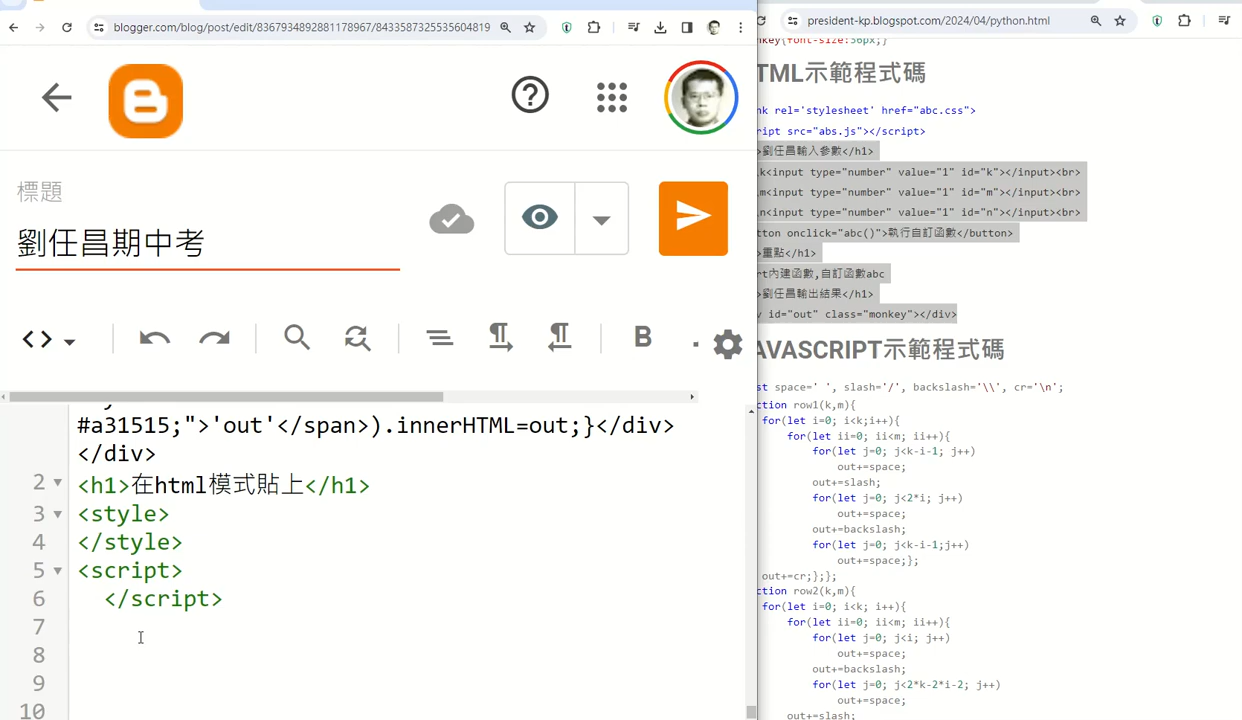 blogger.com/blog/post/edit/8367934892881178967/8433587325535604819
標題
劉任昌期中考
B
#a31515;">'out'</span>).innerHTML=out;}</div>
</div>
2
<h1>在html模式貼上</h1>
3
<style>
4
</style>
5
<script>
6
</script>
7
8
9
10
president-kp.blogspot.com/2024/04/python.html
nkey{font-size:36px;}
TML示範程式碼
nk rel='stylesheet' href="abc.css">
ript src="abs.js"></script>
>劉任昌輸入參數</h1>
k<input type="number" value="1" id="k"></input><br>
m<input type="number" value="1" id="m"></input><br>
n<input type="number" value="1" id="n"></input><br>
tton onclick="abc()">執行自訂函數</button>
>重點</h1>
rt內建函數,自訂函數abc
>劉任昌輸出結果</h1>
v id="out" class="monkey"></div>
AVASCRIPT示範程式碼
st space=' ', slash='/', backslash='\\', cr='\n';
ction row1(k,m){
for(let i=0; i<k;i++){
for(let ii=0; ii<m; ii++){
for(let j=0; j<k-i-1; j++)
out+=space;
out+=slash;
for(let j=0; j<2*i; j++)
out+=space;
out+=backslash;
for(let j=0; j<k-i-1;j++)
out+=space;};
out+=cr;};};
ction row2(k,m){
for(let i=0; i<k; i++){
for(let ii=0; ii<m; ii++){
for(let j=0; j<i; j++)
out+=space;
out+=backslash;
for(let j=0; j<2*k-2*i-2; j++)
out+=space;
out+=slash;